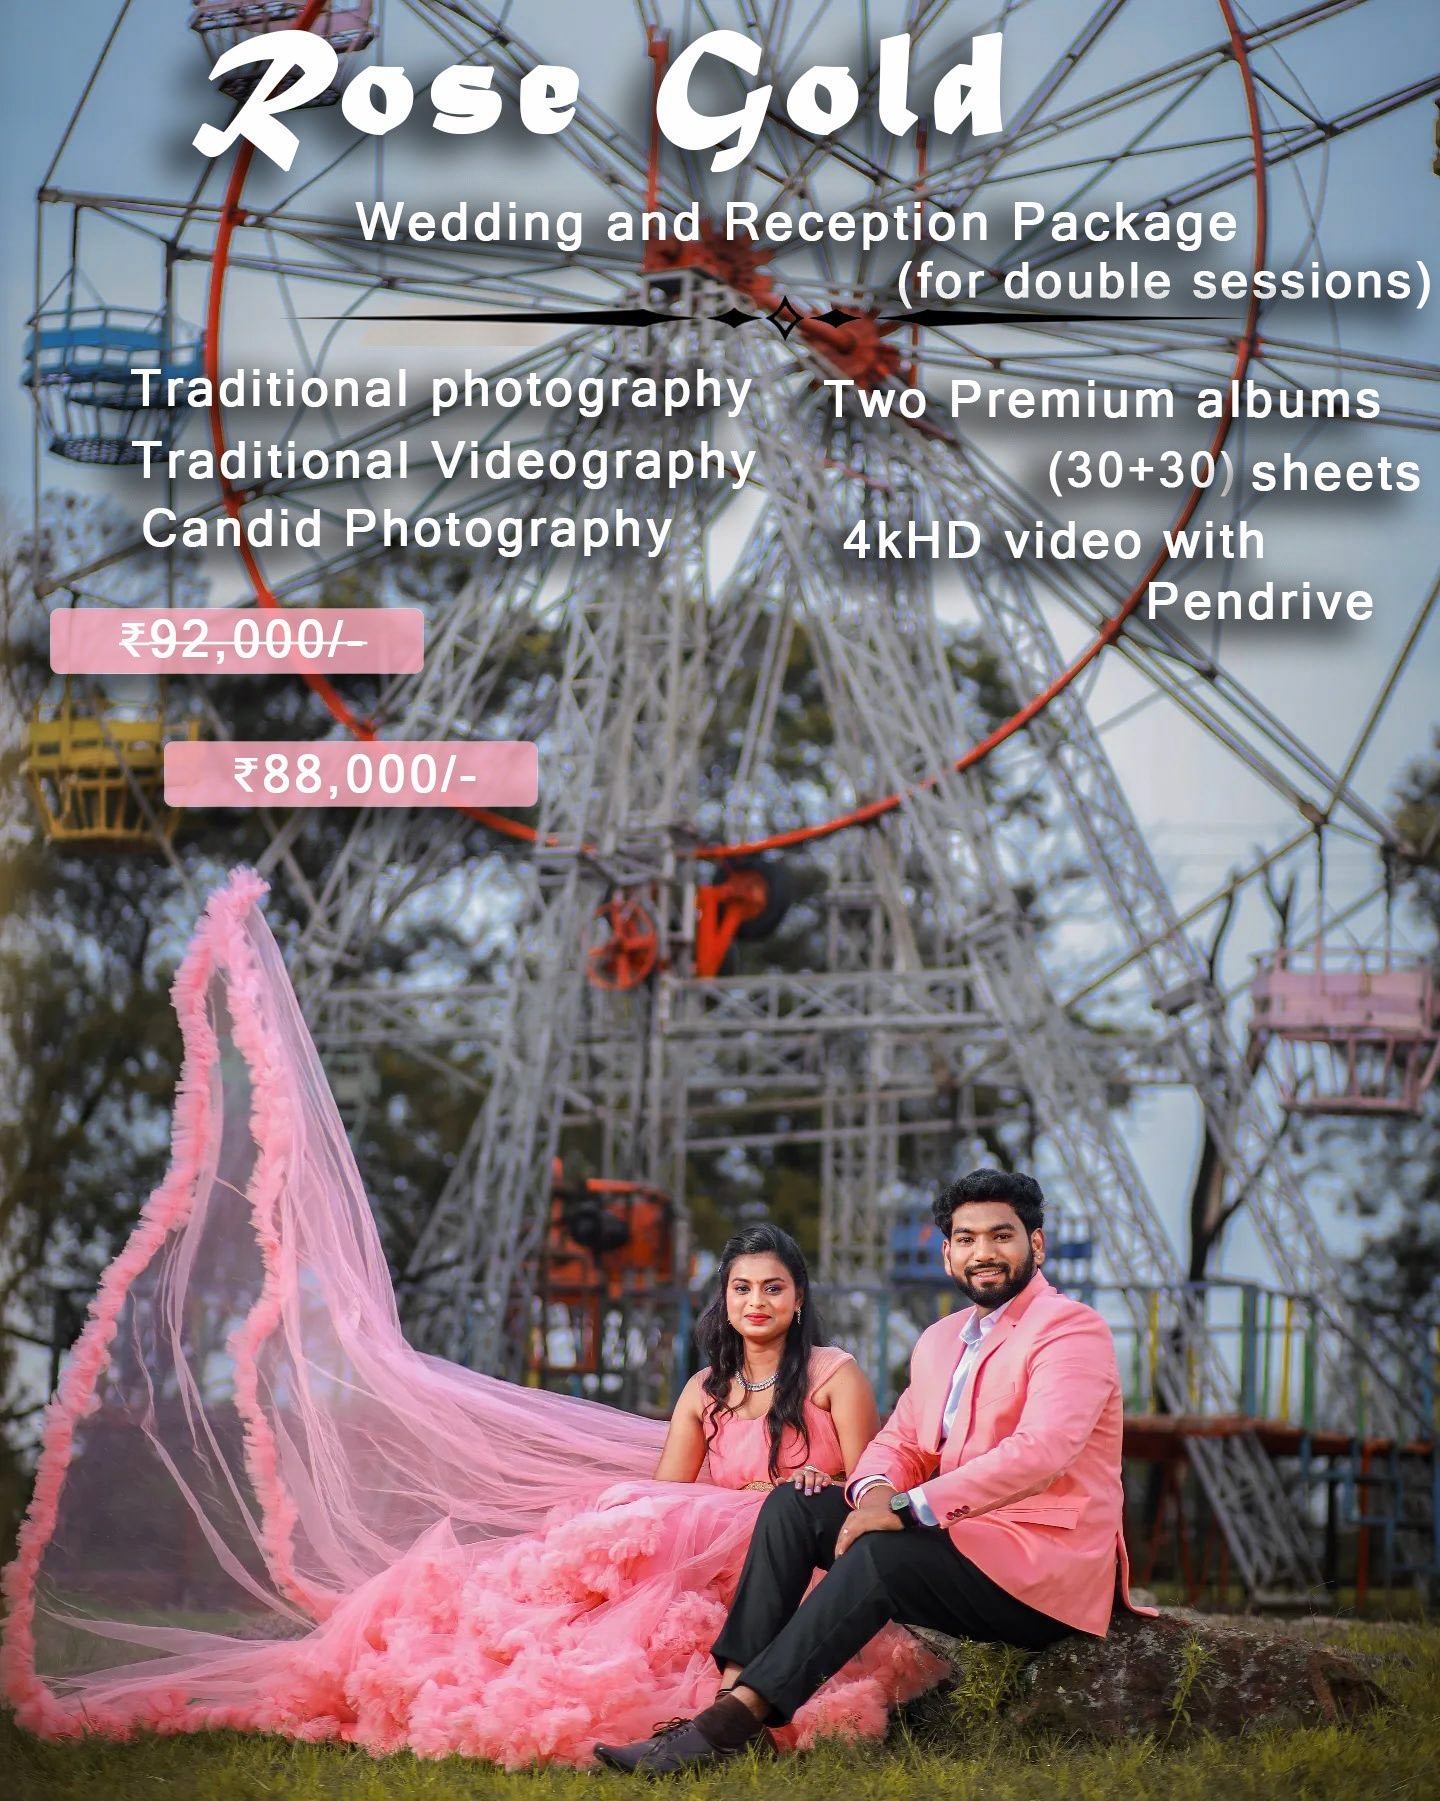 Rose Gold
Wedding and Reception Package
(for double sessions)
Traditional photography
Traditional Videography
Candid Photography
Two Premium albums
(30+30) sheets
4kHD video with
Pendrive
₹92,000/-
₹88,000/-